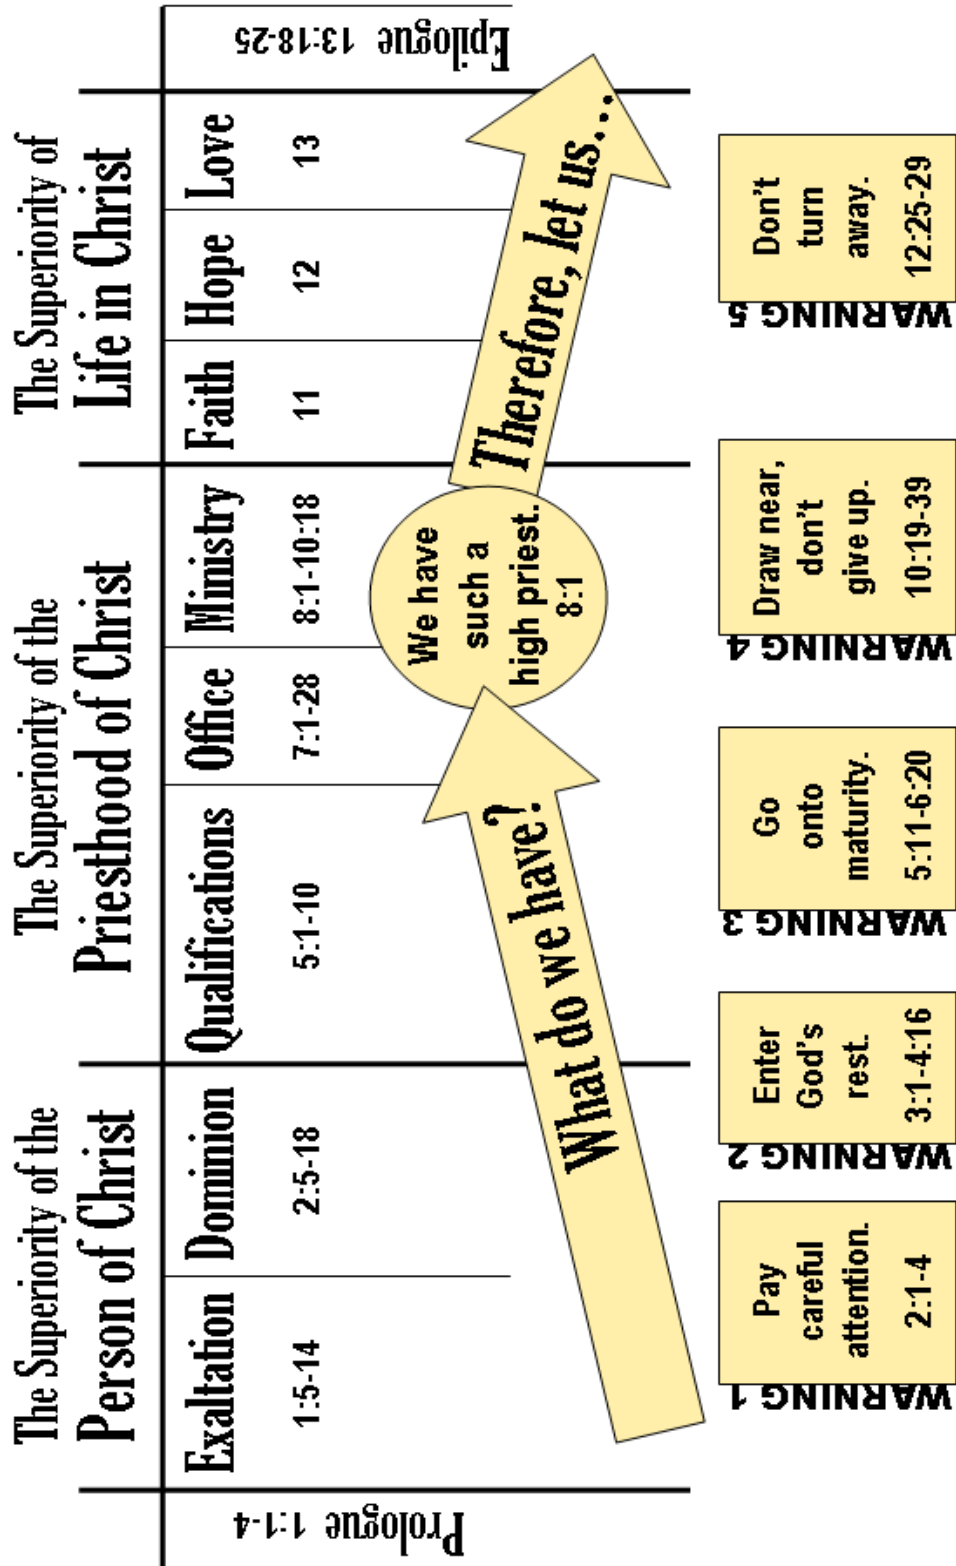 The Superiority of the
Person of Christ
The Superiority of the
Priesthood of Christ
The Superiority of
Life in Christ
Prologue 1:1-4
Exaltation
1:5-14
Dominion
2:5-18
Qualifications
5:1-10
Office
7:1-28
Ministry
8:1-10:18
Faith
11
Hope
12
Love
13
Epilogue 13:18-25
What do we have?
We have
such a
high priest.
8:1
Therefore, let us…
WARNING 1
Pay
careful
attention.
2:1-4
WARNING 2
Enter
God's
rest.
3:1-4:16
WARNING 3
Go
onto
maturity.
5:11-6:20
WARNING 4
Draw near,
don't
give up.
10:19-39
WARNING 5
Don't
turn
away.
12:25-29